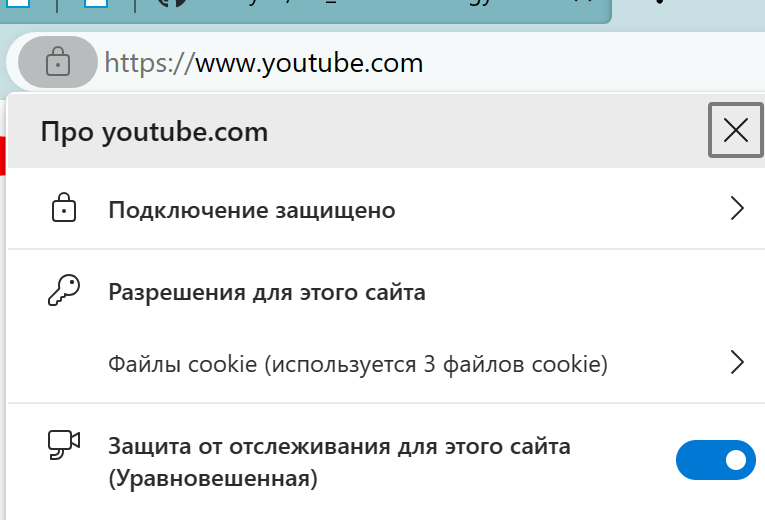 https://www.youtube.com
Про youtube.com
Подключение защищено
Разрешения для этого сайта
Файлы cookie (используется 3 файлов cookie)
Защита от отслеживания для этого сайта
(Уравновешенная)